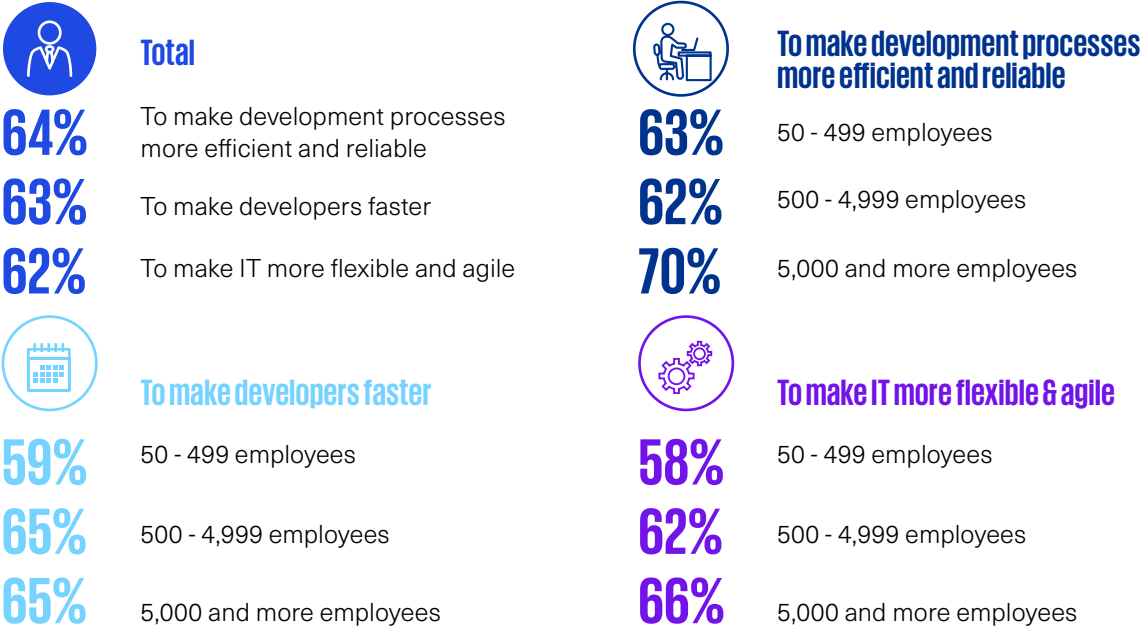 Total
64%
To make development processes
more efficient and reliable
63%
To make developers faster
62%
To make IT more flexible and agile
To make development processes
more efficient and reliable
63%
50 - 499 employees
62%
500 - 4,999 employees
70%
5,000 and more employees
To make developers faster
59%
50 - 499 employees
65%
500 - 4,999 employees
65%
5,000 and more employees
To make IT more flexible & agile
58%
50 - 499 employees
62%
500 - 4,999 employees
66%
5,000 and more employees